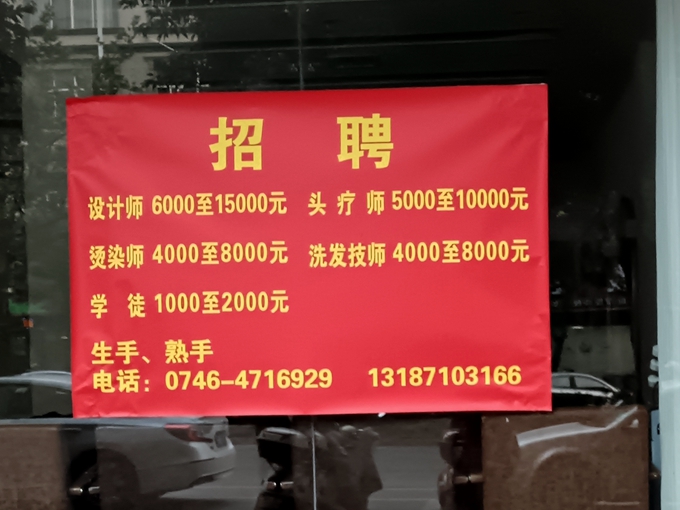 招 聘
设计师 6000至15000元 头疗师 5000至10000元
烫染师 4000至8000元 洗发技师 4000至8000元
学 徒 1000至2000元
生手、熟手
电话：0746-4716929 13187103166